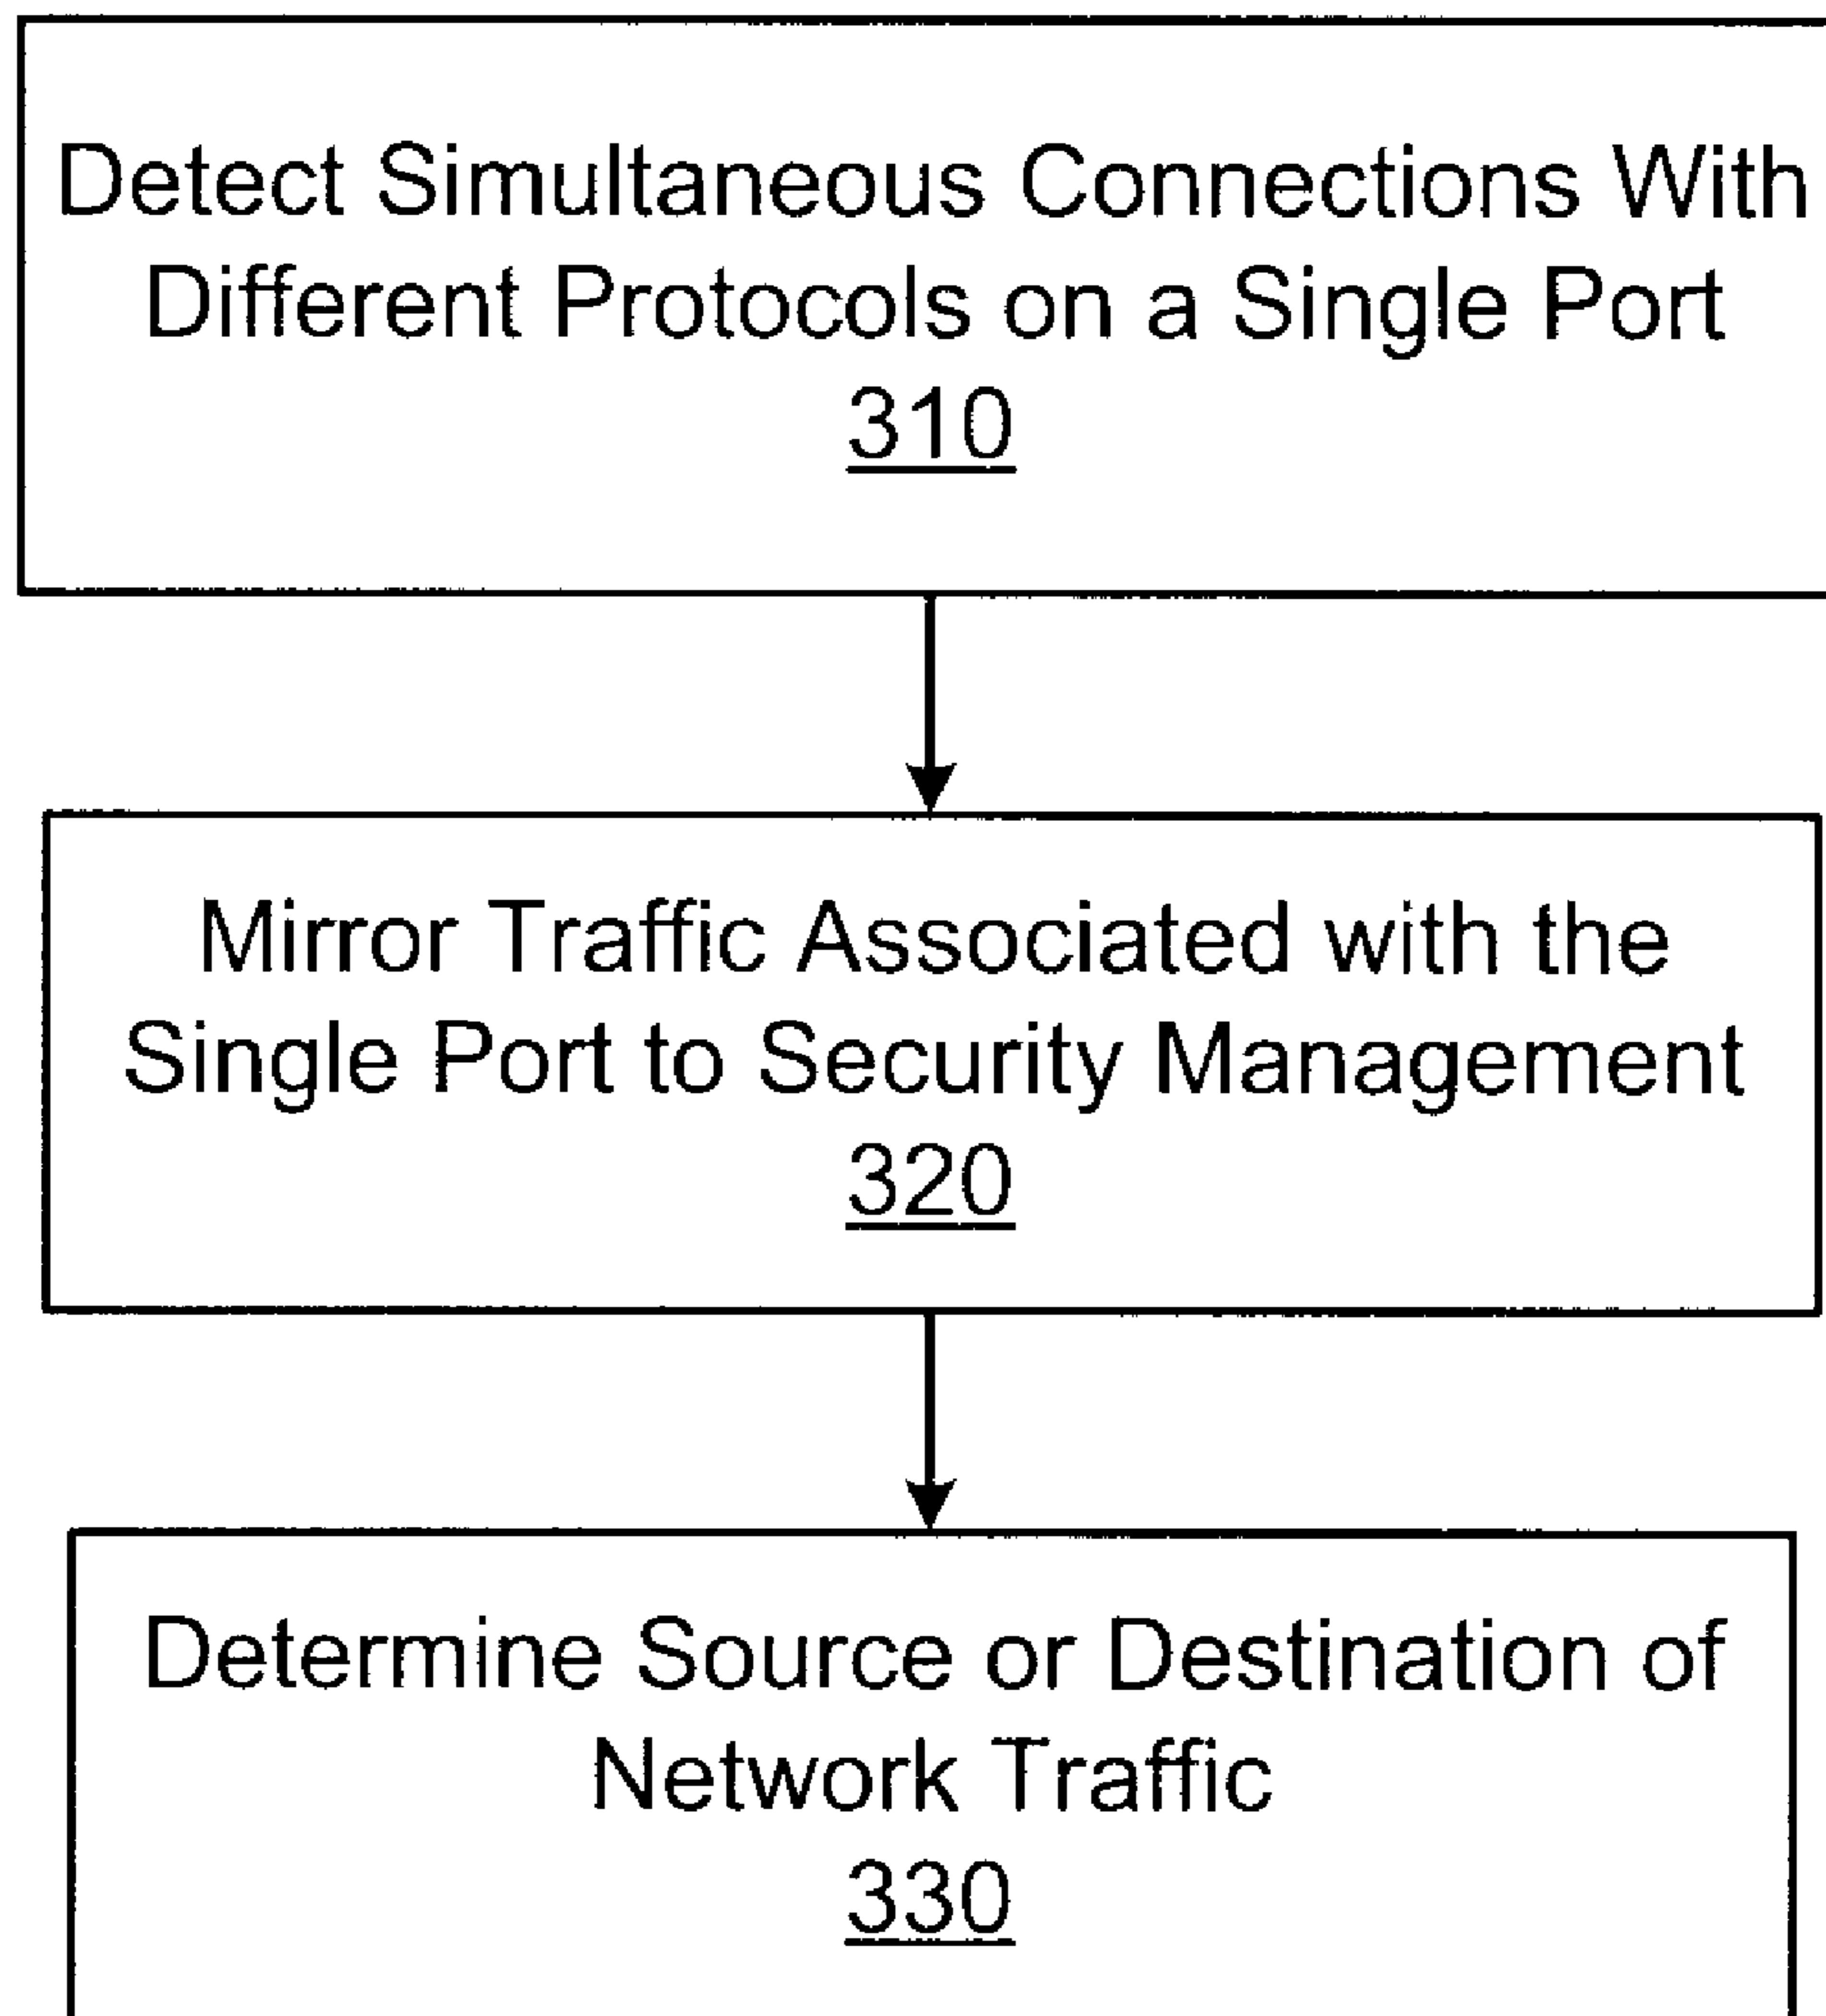 Detect Simultaneous Connections With
Different Protocols on a Single Port
310
Mirror Traffic Associated with the
Single Port to Security Management
320
Determine Source or Destination of
Network Traffic
330